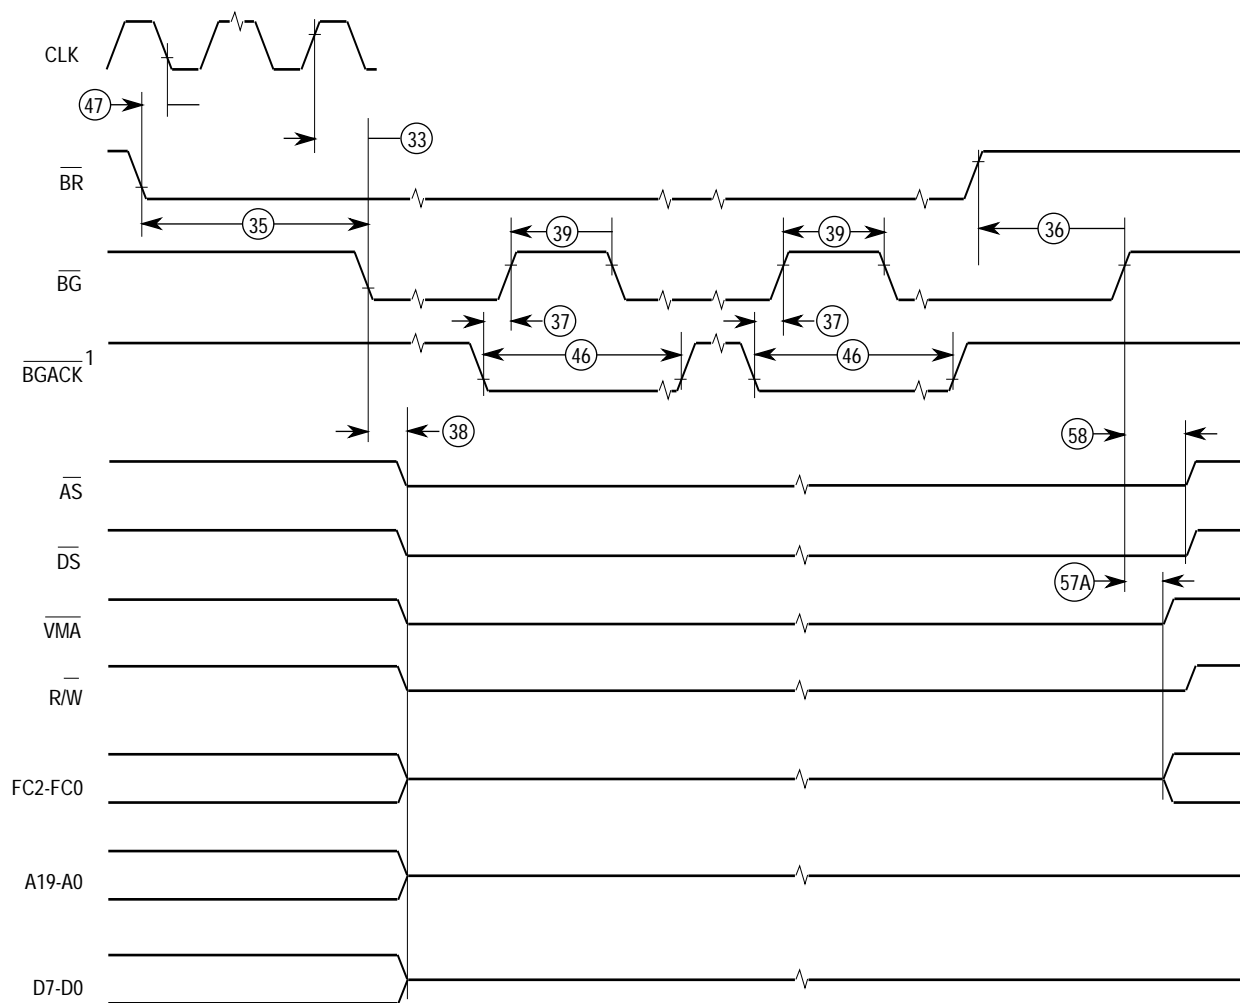 CLK
47
33
BR
35
39
39
36
BG
37
37
BGACK 1
46
46
38
58
AS
DS
57A
VMA
R/W
FC2-FC0
A19-A0
D7-D0